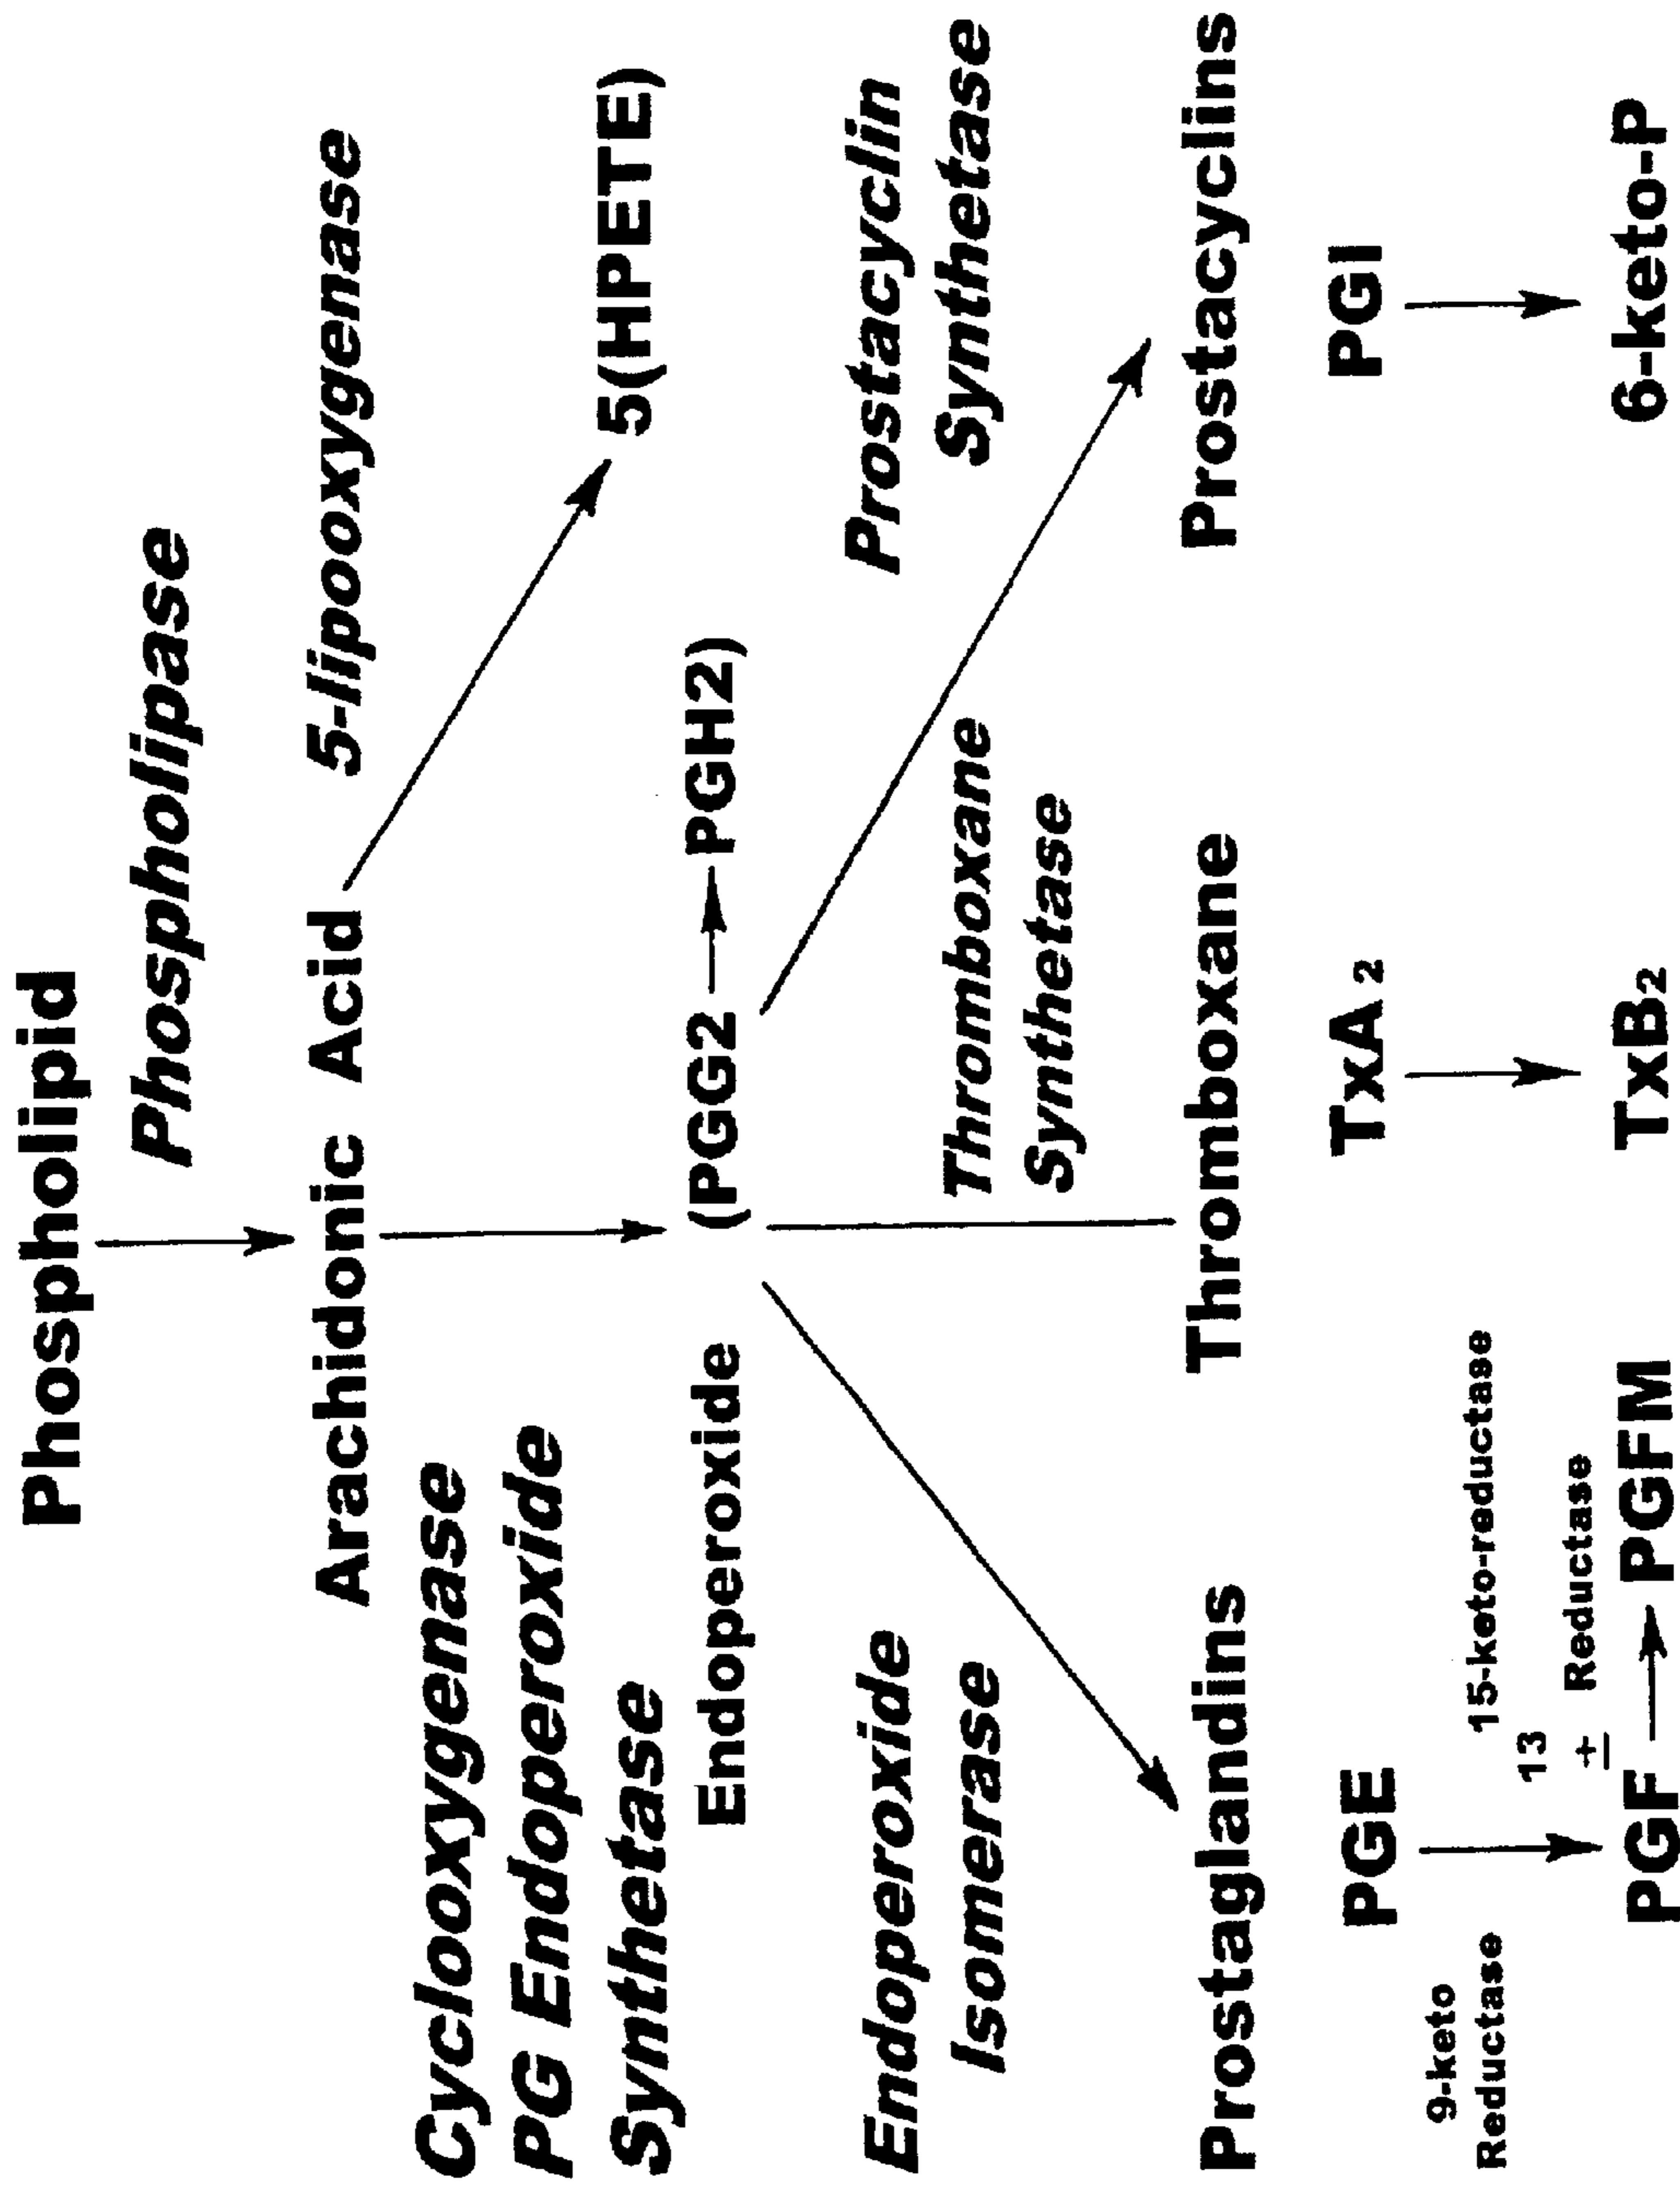 Phospholipid
Phospholipase
Arachidonic Acid
5-lipooxygenase
Cyclooxygenase
PG Endoperoxide
Synthetase
5(HPETE)
Endoperoxide
(PGG2
PGH2)
Endoperoxide
Isomerase
Thromboxane
Synthetase
Prostacyclin
Synthetase
Prostaglandins
Thromboxane
Prostacyclins
PGE
TxA₂
PGI
9-keto
Reductase
15-keto-reductase
13
+
Reductase
PGF
PGFM
TxB₂
6-keto-P